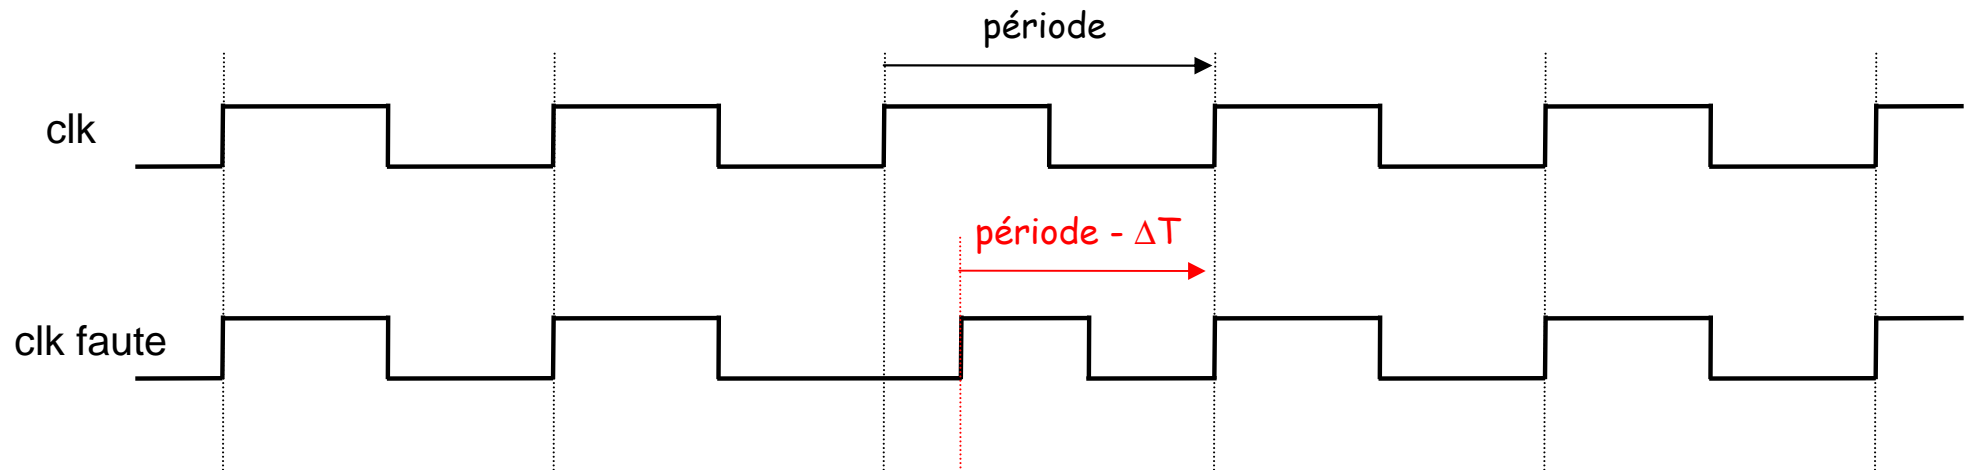 période
clk
période - ΔT
clk faute